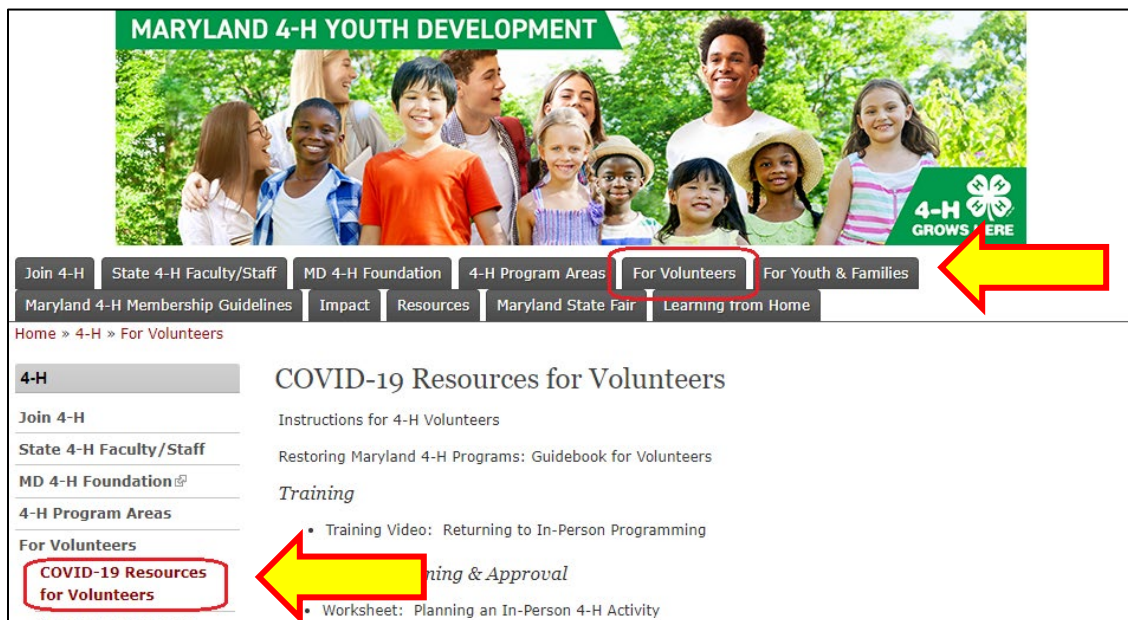 MARYLAND 4-H YOUTH DEVELOPMENT
4-H
GROWS HERE
Join 4-H State 4-H Faculty/Staff MD 4-H Foundation 4-H Program Areas For Volunteers For Youth & Families
Maryland 4-H Membership Guidelines Impact Resources Maryland State Fair Learning from Home
Home » 4-H » For Volunteers
4-H
Join 4-H
State 4-H Faculty/Staff
MD 4-H Foundation
4-H Program Areas
For Volunteers
COVID-19 Resources
for Volunteers
COVID-19 Resources for Volunteers
Instructions for 4-H Volunteers
Restoring Maryland 4-H Programs: Guidebook for Volunteers
Training
• Training Video: Returning to In-Person Programming
& Approval
• Worksheet: Planning an In-Person 4-H Activity